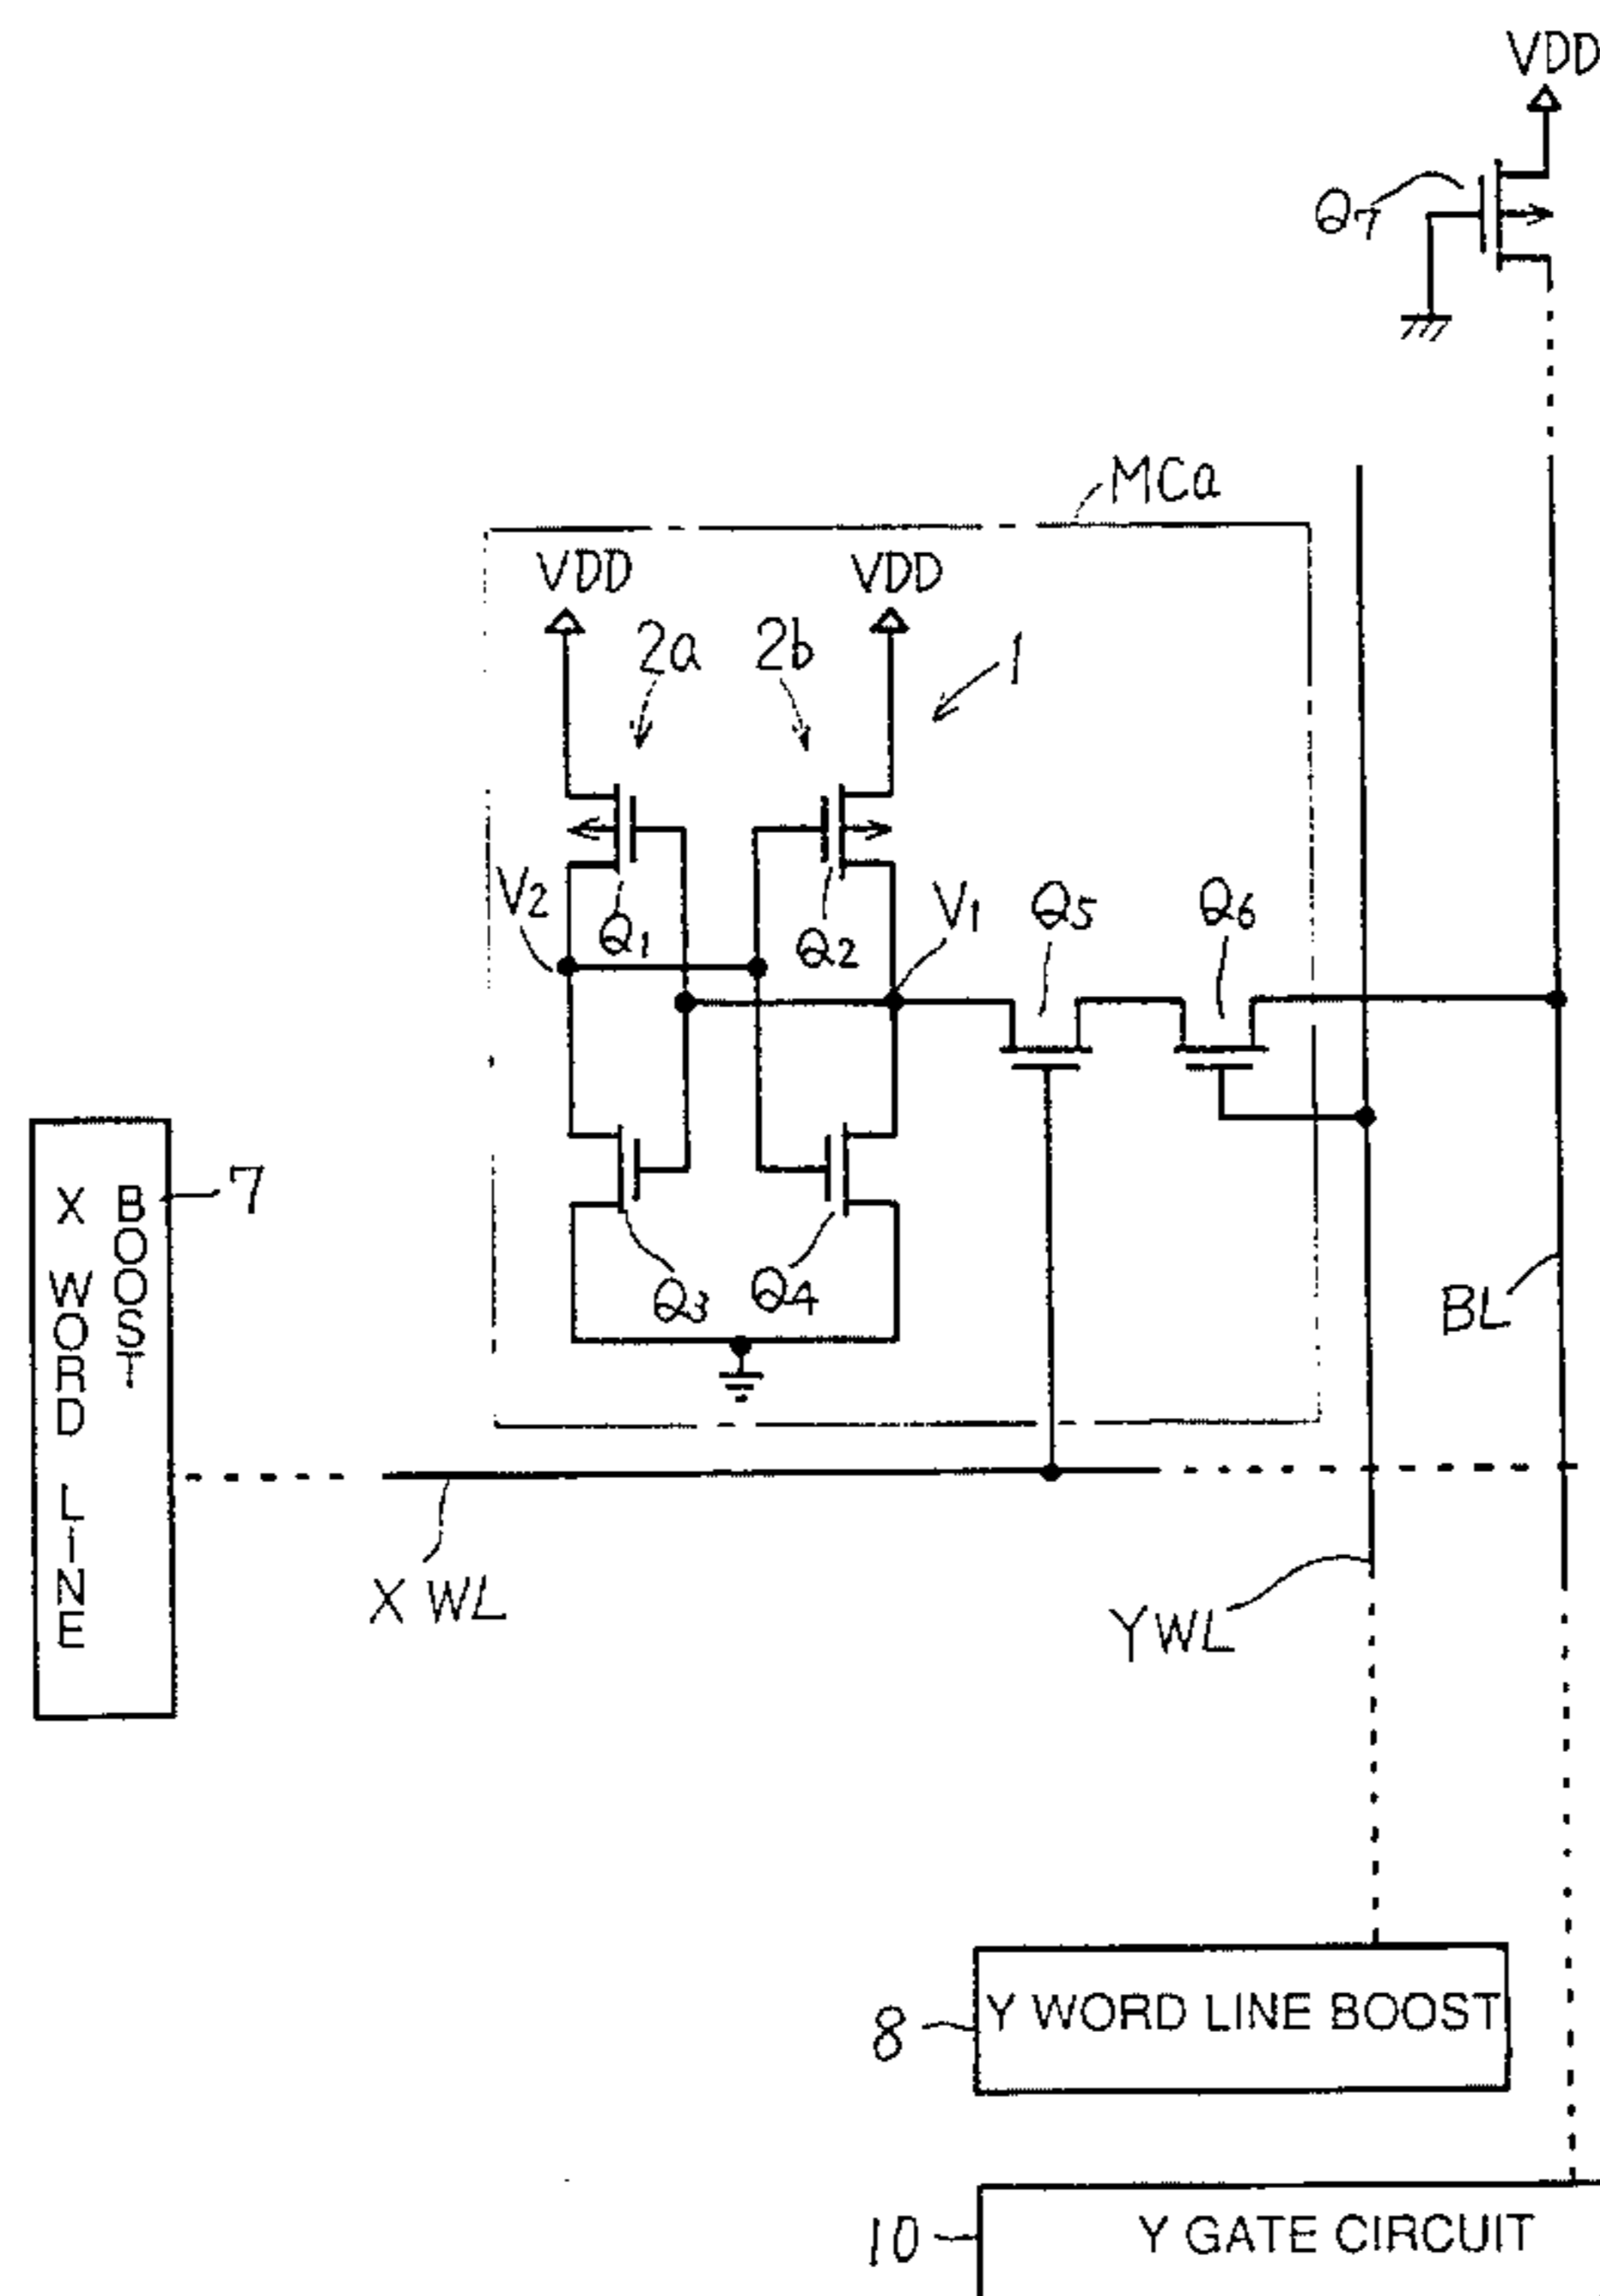 VDD
Q7
MCa
VDD
VDD
2a
2b
1
V2
Q1
Q2
V1
Q5
Q6
X WORD LINE
BOOST
7
Q3
Q4
BL
X WL
YWL
8
Y WORD LINE BOOST
10
Y GATE CIRCUIT